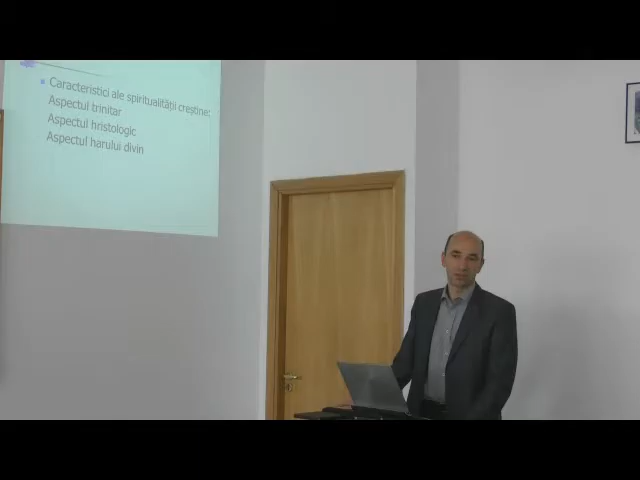 Caracteristici ale spiritualității creștine:
Aspectul trinitar
Aspectul hristologic
Aspectul harului divin